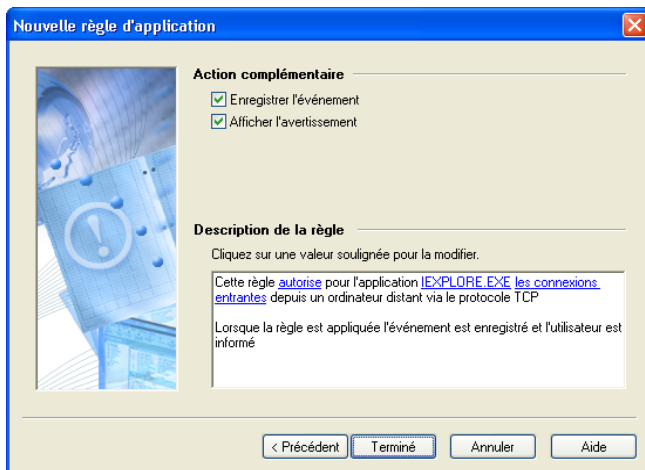 Nouvelle règle d'application
Action complémentaire
Enregistrer l'événement
Afficher l'avertissement
Description de la règle
Cliquez sur une valeur soulignée pour la modifier.
Cette règle autorise pour l'application IEXPLORE.EXE les connexions
entrantes depuis un ordinateur distant via le protocole TCP
Lorsque la règle est appliquée l'événement est enregistré et l'utilisateur est
informé
< Précédent
Terminé
Annuler
Aide